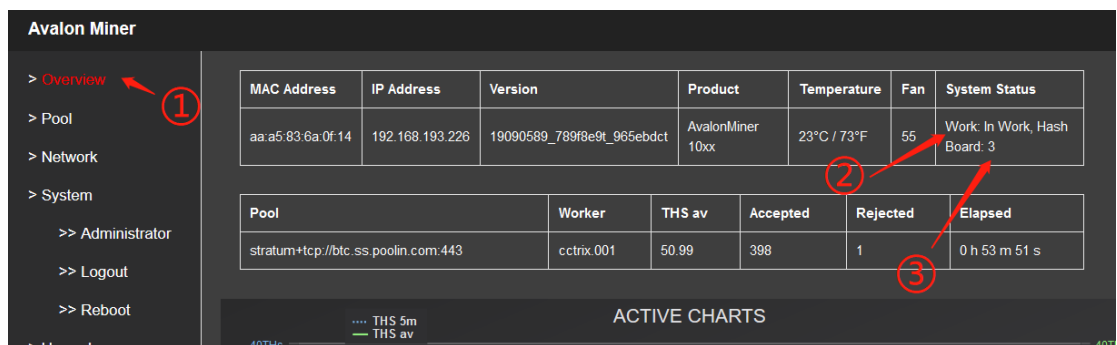 Avalon Miner
> Overview
①
> Pool
> Network
> System
>> Administrator
>> Logout
>> Reboot
MAC Address IP Address Version Product Temperature Fan System Status
aa:a5:83:6a:0f:14 192.168.193.226 19090589_789f8e9t_965ebdct AvalonMiner 23°C / 73°F 55 Work: In Work, Hash
10xx Board: 3
②
Pool Worker THS av Accepted Rejected Elapsed
stratum+tcp://btc.ss.poolin.com:443 cctrix.001 50.99 398 1 0 h 53 m 51 s
③
ACTIVE CHARTS
THS 5m
THS av